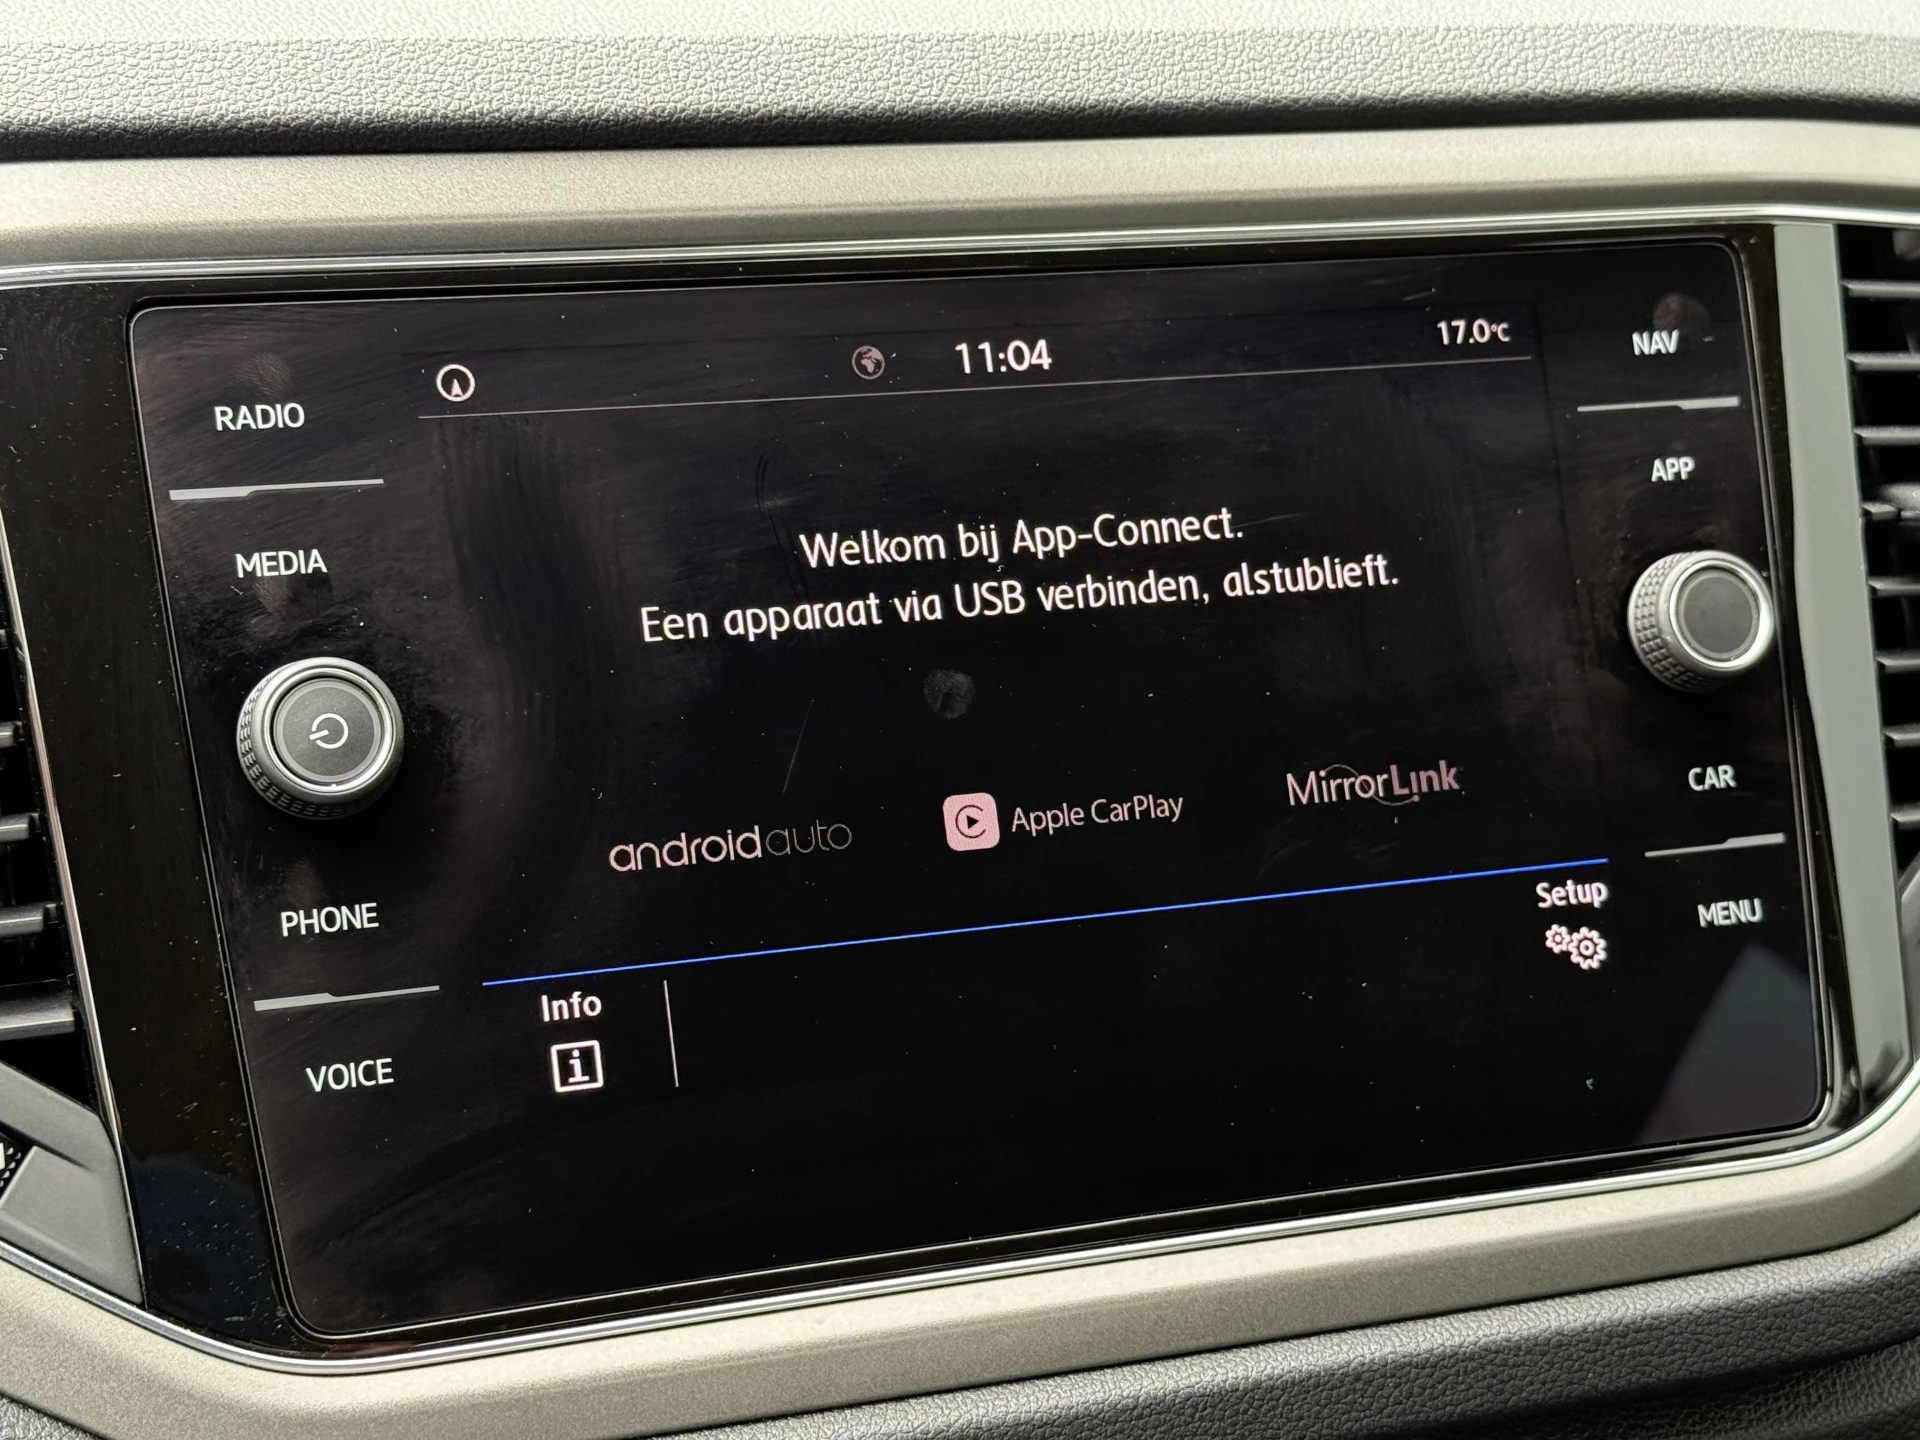 11:04
17.0°C
RADIO
MEDIA
PHONE
VOICE
Welkom bij App-Connect.
Een apparaat via USB verbinden, alstublieft.
androidauto
Apple CarPlay
MirrorLink
Info
i
Setup
NAV
APP
CAR
MENU